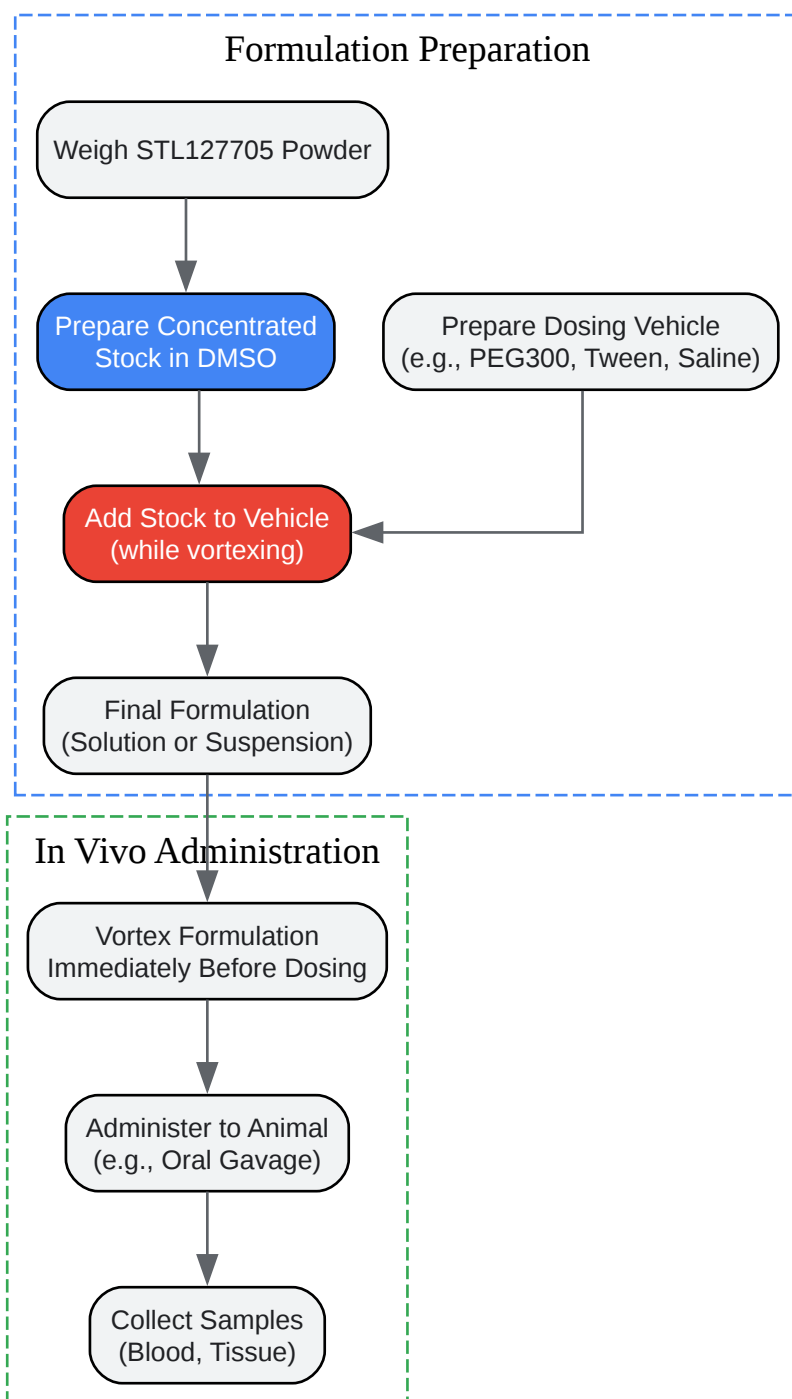 Formulation Preparation
Weigh STL127705 Powder
Prepare Concentrated
Stock in DMSO
Prepare Dosing Vehicle
(e.g., PEG300, Tween, Saline)
Add Stock to Vehicle
(while vortexing)
Final Formulation
(Solution or Suspension)
In Vivo Administration
Vortex Formulation
Immediately Before Dosing
Administer to Animal
(e.g., Oral Gavage)
Collect Samples
(Blood, Tissue)